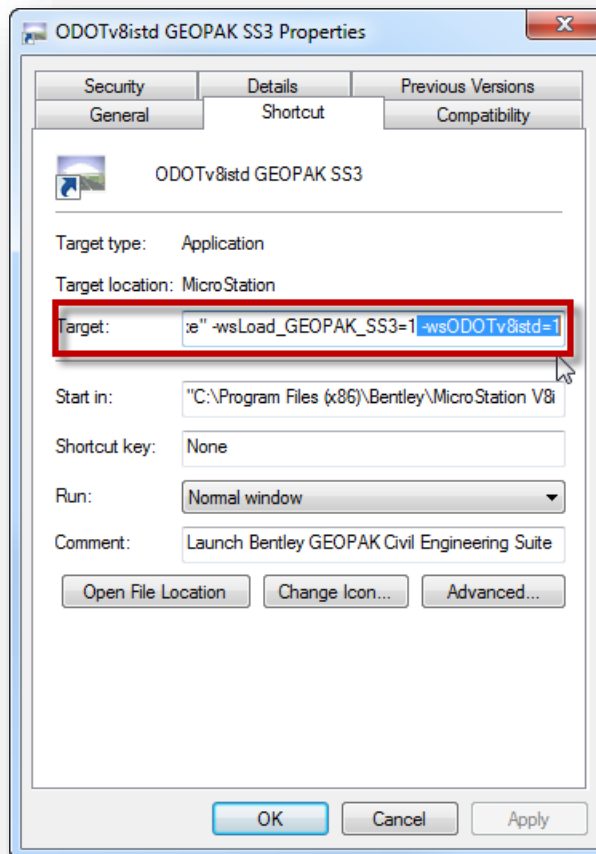 ODOTv8istd GEOPAK SS3 Properties
Security Details Previous Versions
General Shortcut Compatibility
ODOTv8istd GEOPAK SS3
Target type: Application
Target location: MicroStation
Target: :e" -wsLoad_GEOPAK_SS3=1 -wsODOTv8istd=1
Start in: "C:\Program Files (x86)\Bentley\MicroStation V8i
Shortcut key: None
Run: Normal window
Comment: Launch Bentley GEOPAK Civil Engineering Suite
Open File Location Change Icon... Advanced...
OK Cancel Apply